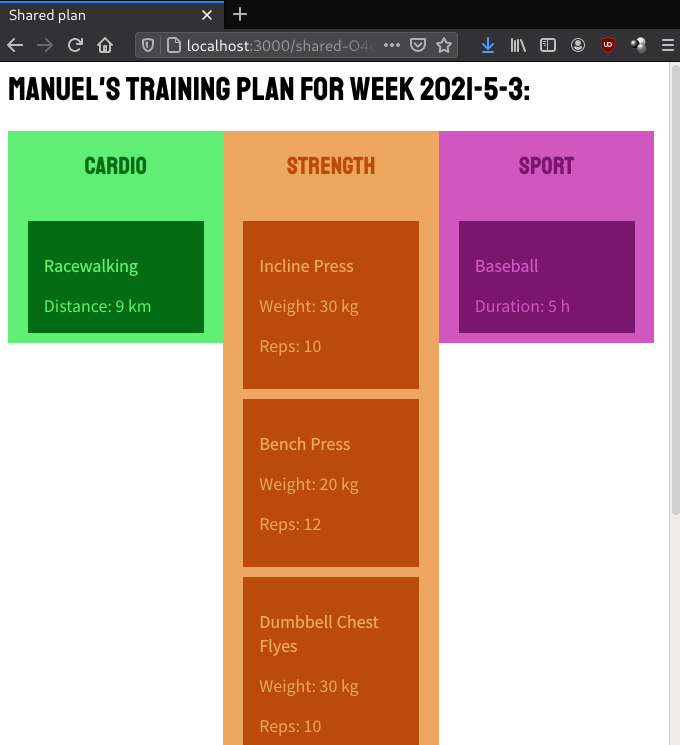 Shared plan
localhost:3000/shared-O4
MANUEL'S TRAINING PLAN FOR WEEK 2021-5-3:
CARDIO
Racewalking
Distance: 9 km
STRENGTH
Incline Press
Weight: 30 kg
Reps: 10
Bench Press
Weight: 20 kg
Reps: 12
Dumbbell Chest
Flyes
Weight: 30 kg
Reps: 10
SPORT
Baseball
Duration: 5 h